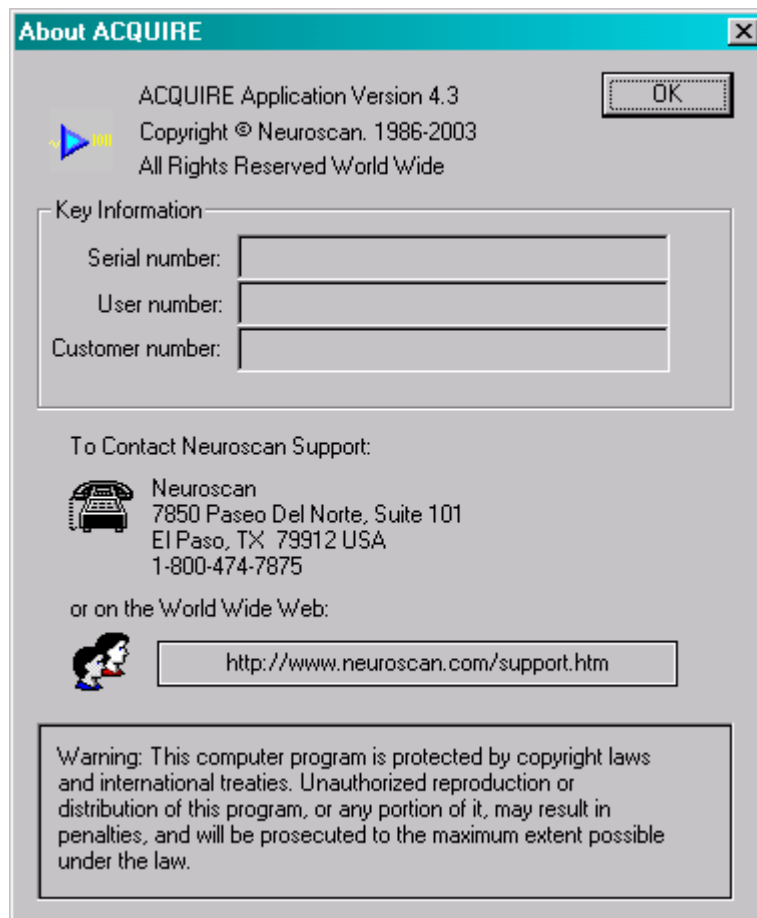 About ACQUIRE
ACQUIRE Application Version 4.3
OK
Copyright © Neuroscan. 1986-2003
All Rights Reserved World Wide
Key Information
Serial number:
User number:
Customer number:
To Contact Neuroscan Support:
Neuroscan
7850 Paseo Del Norte, Suite 101
El Paso, TX  79912 USA
1-800-474-7875
or on the World Wide Web:
http://www.neuroscan.com/support.htm
Warning: This computer program is protected by copyright laws
and international treaties. Unauthorized reproduction or
distribution of this program, or any portion of it, may result in
penalties, and will be prosecuted to the maximum extent possible
under the law.